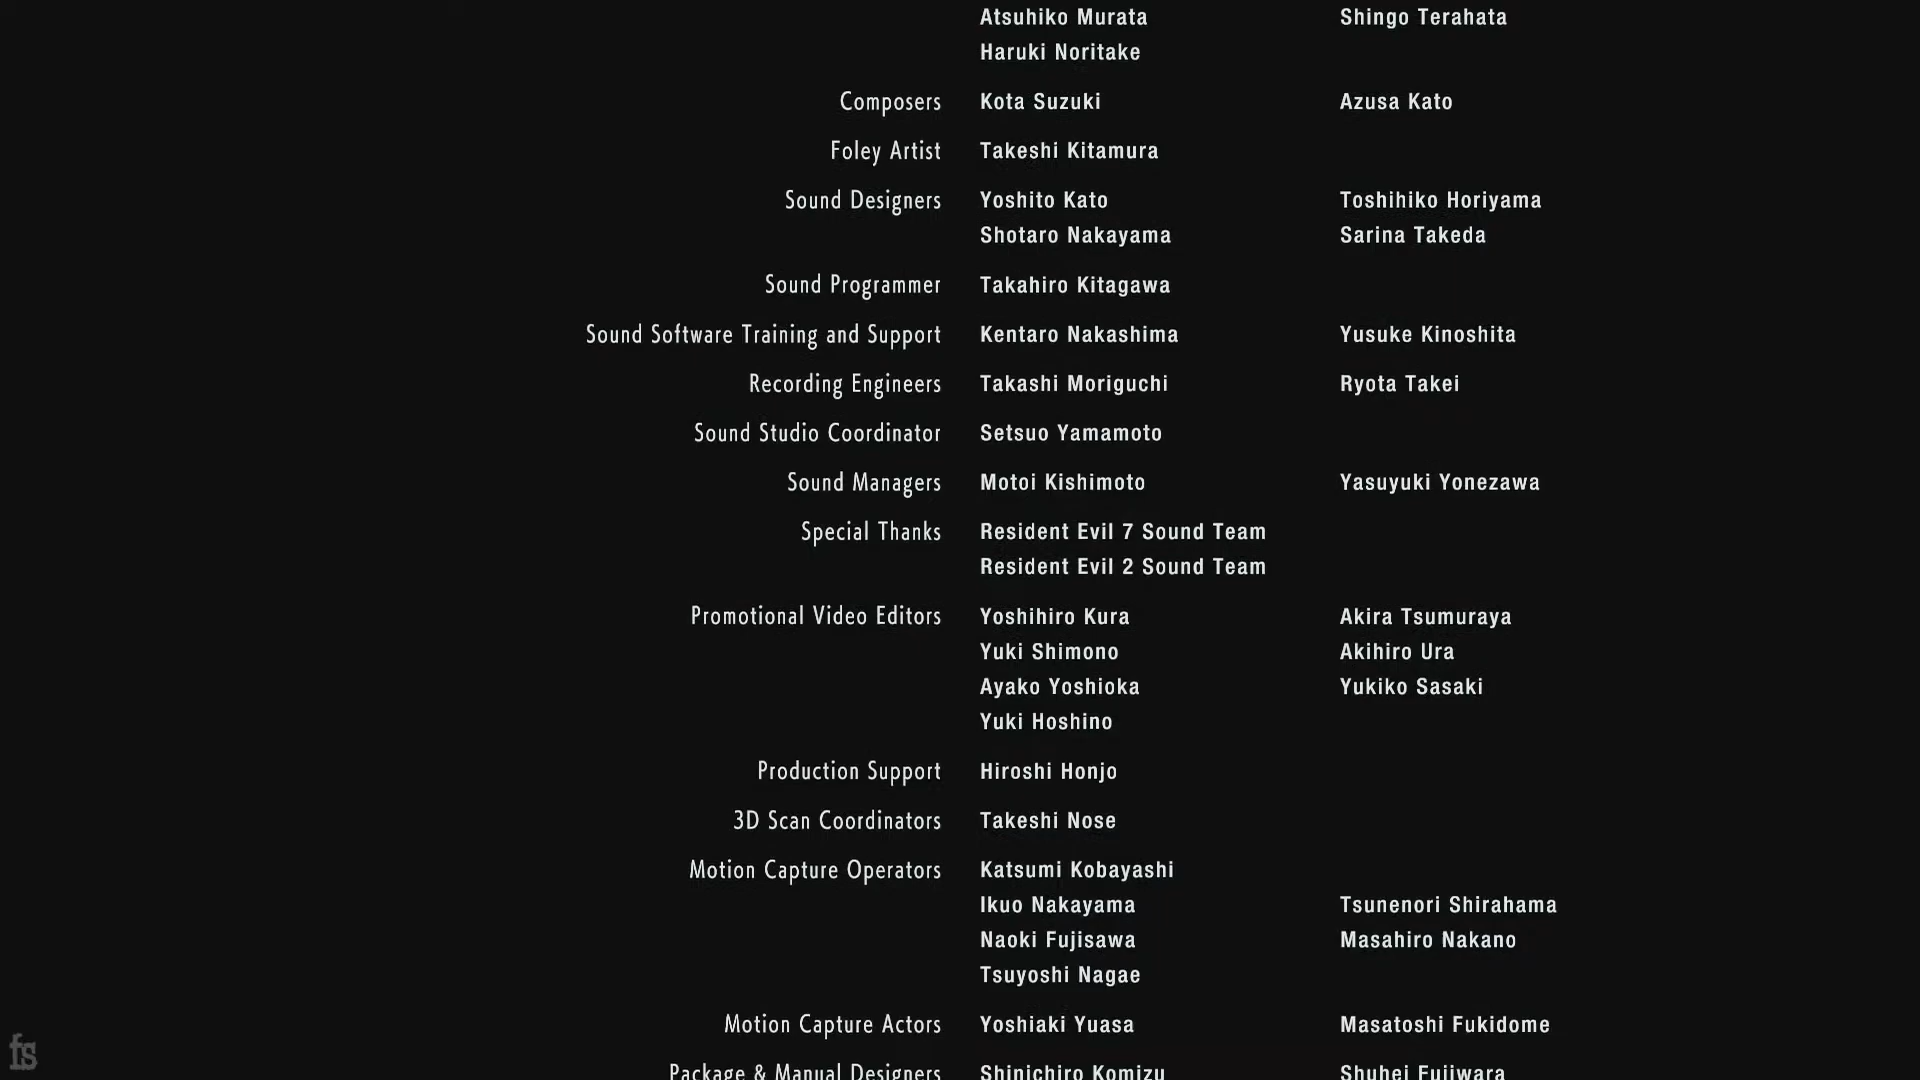 Atsuhiko Murata Shingo Terahata
Haruki Noritake
Composers Kota Suzuki Azusa Kato
Foley Artist Takeshi Kitamura
Sound Designers Yoshito Kato Toshihiko Horiyama
Shotaro Nakayama Sarina Takeda
Sound Programmer Takahiro Kitagawa
Sound Software Training and Support Kentaro Nakashima Yusuke Kinoshita
Recording Engineers Takashi Moriguchi Ryota Takei
Sound Studio Coordinator Setsuo Yamamoto
Sound Managers Motoi Kishimoto Yasuyuki Yonezawa
Special Thanks Resident Evil 7 Sound Team
Resident Evil 2 Sound Team
Promotional Video Editors Yoshihiro Kura Akira Tsumuraya
Yuki Shimono Akihiro Ura
Ayako Yoshioka Yukiko Sasaki
Yuki Hoshino
Production Support Hiroshi Honjo
3D Scan Coordinators Takeshi Nose
Motion Capture Operators Katsumi Kobayashi
Ikuo Nakayama Tsunenori Shirahama
Naoki Fujisawa Masahiro Nakano
Tsuyoshi Nagae
Motion Capture Actors Yoshiaki Yuasa Masatoshi Fukidome
Package & Manual Designers Shinichiro Komizu Shuhei Fujiwara
fs